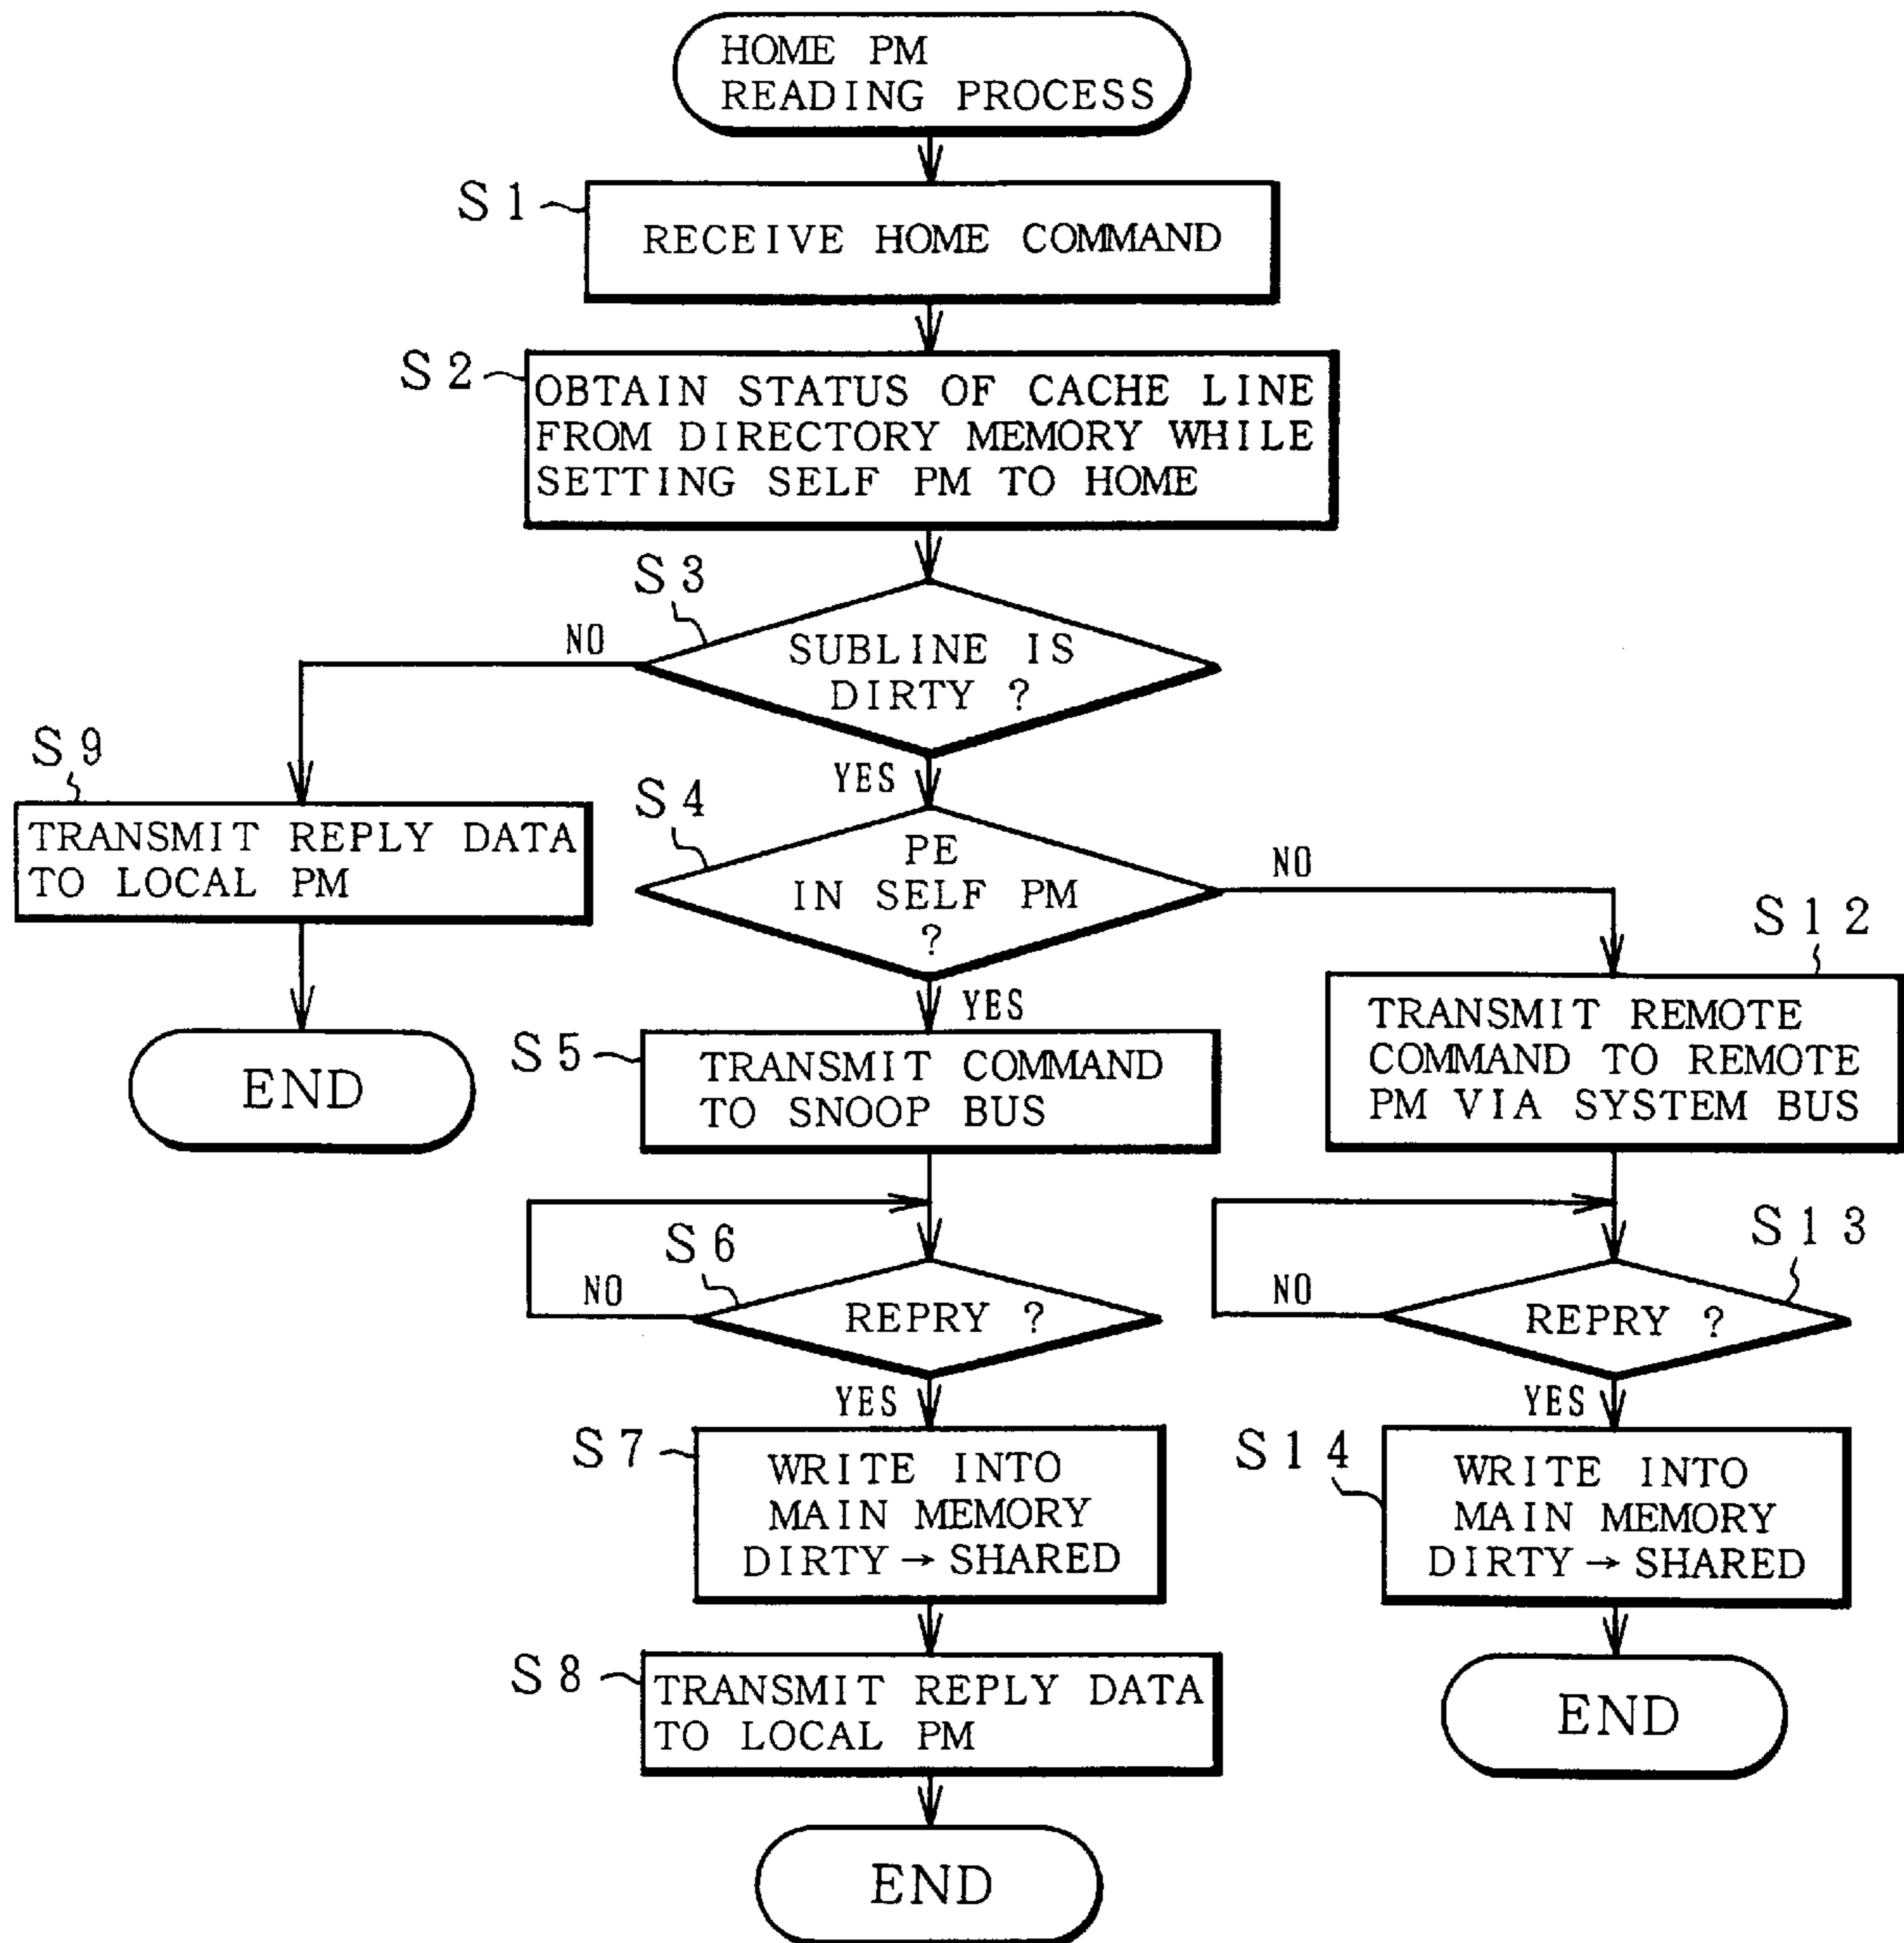 HOME PM
READING PROCESS
S1
RECEIVE HOME COMMAND
S2
OBTAIN STATUS OF CACHE LINE
FROM DIRECTORY MEMORY WHILE
SETTING SELF PM TO HOME
S3
SUBLINE IS
DIRTY ?
NO
YES
S9
TRANSMIT REPLY DATA
TO LOCAL PM
END
S4
PE
IN SELF PM
?
NO
YES
S5
TRANSMIT COMMAND
TO SNOOP BUS
S6
REPRY ?
NO
YES
S7
WRITE INTO
MAIN MEMORY
DIRTY → SHARED
S8
TRANSMIT REPLY DATA
TO LOCAL PM
END
S12
TRANSMIT REMOTE
COMMAND TO REMOTE
PM VIA SYSTEM BUS
S13
REPRY ?
NO
YES
S14
WRITE INTO
MAIN MEMORY
DIRTY → SHARED
END